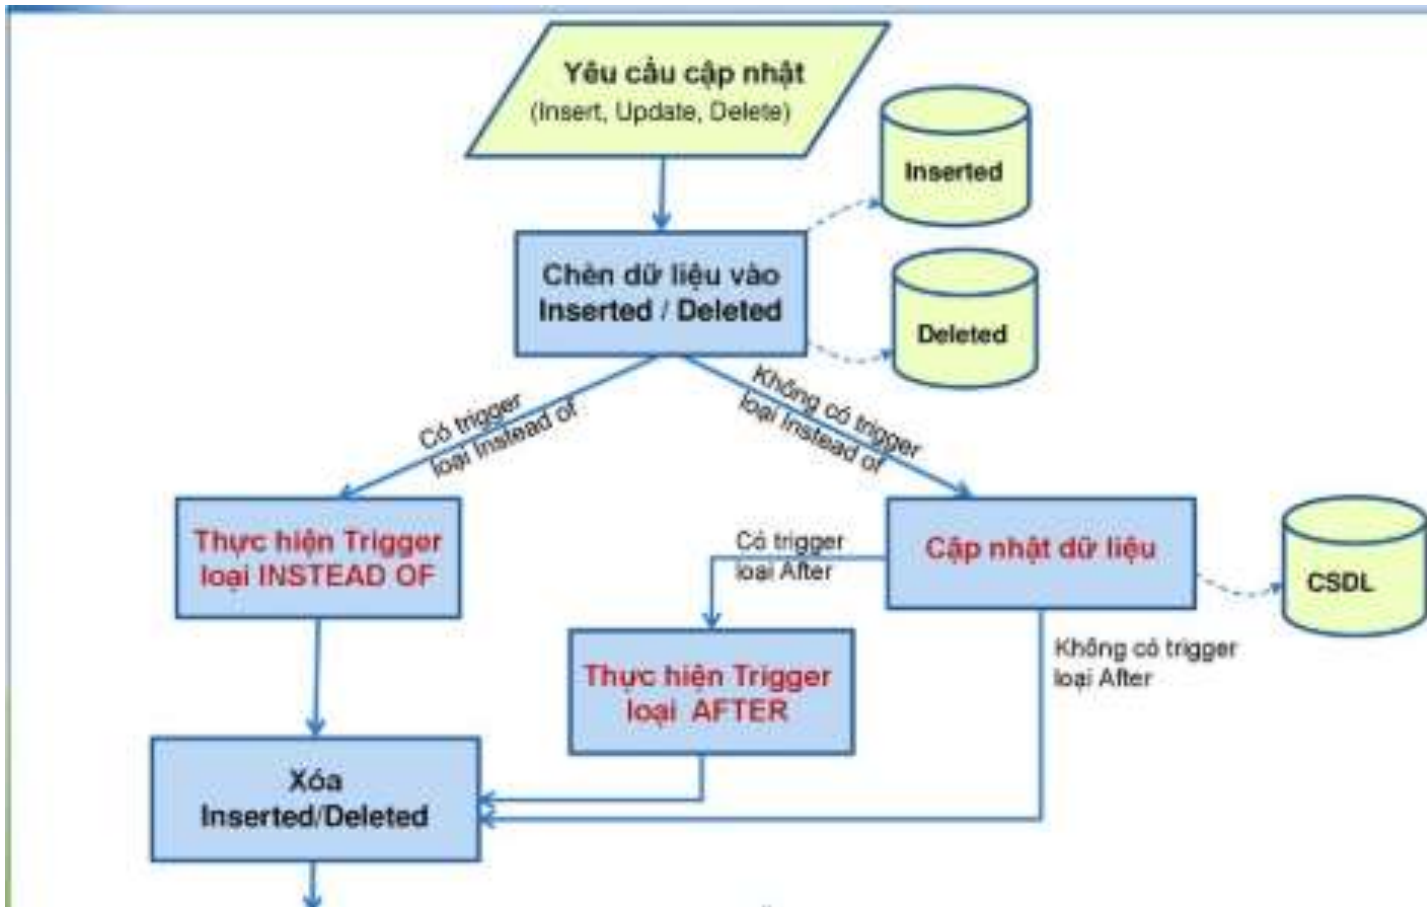 Yêu cầu cập nhật
(Insert, Update, Delete)
Inserted
Chèn dữ liệu vào
Inserted / Deleted
Deleted
Có trigger
loại Instead of
Không có trigger
loại Instead of
Thực hiện Trigger
loại INSTEAD OF
Có trigger
loại After
Cập nhật dữ liệu
CSDL
Không có trigger
loại After
Thực hiện Trigger
loại AFTER
Xóa
Inserted/Deleted